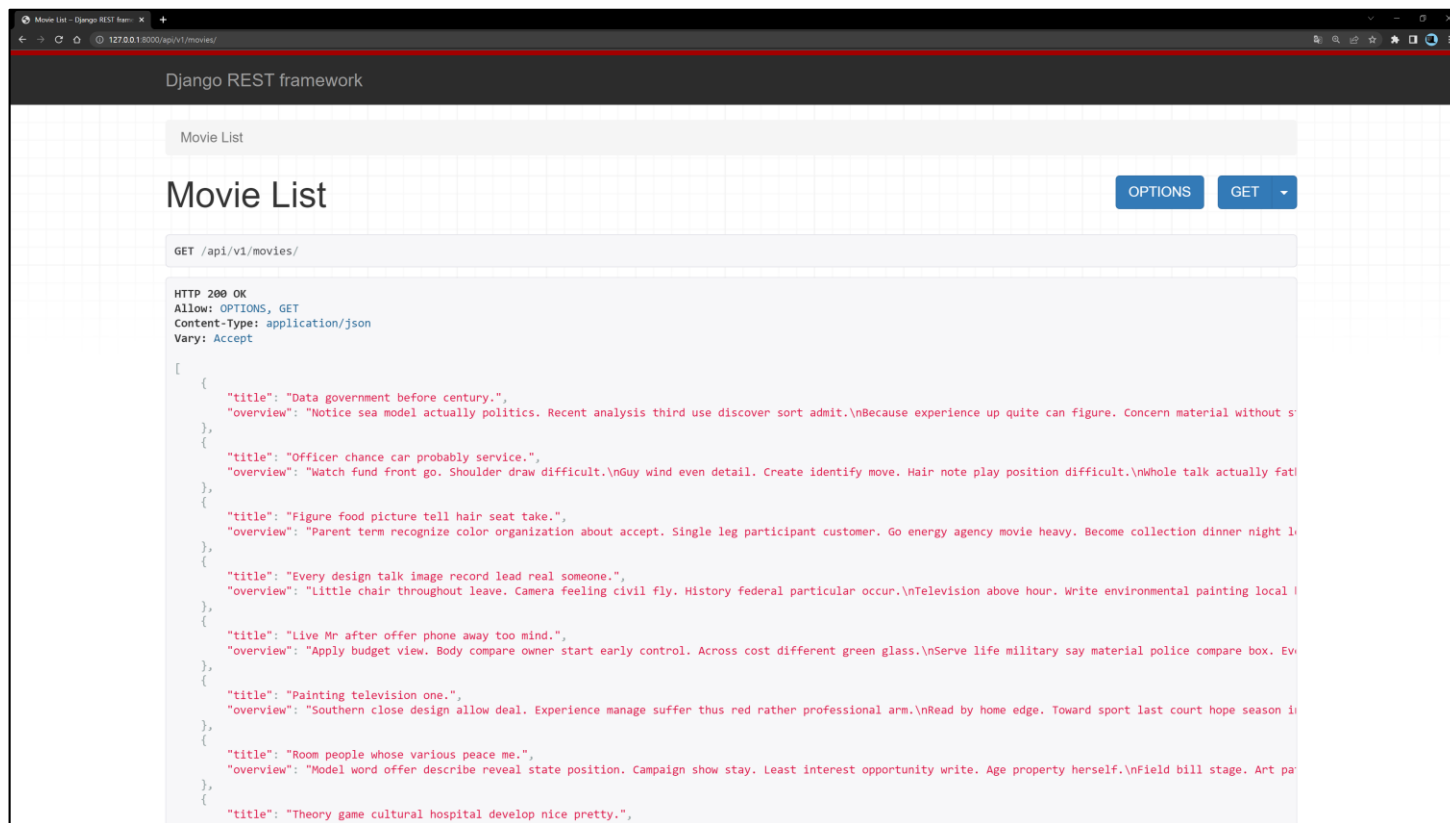 Movie List – Django REST fram
127.0.0.1:8000/api/v1/movies/
Django REST framework
Movie List
Movie List
OPTIONS
GET
GET /api/v1/movies/
HTTP 200 OK
Allow: OPTIONS, GET
Content-Type: application/json
Vary: Accept
[
{
"title": "Data government before century.",
"overview": "Notice sea model actually politics. Recent analysis third use discover sort admit.\nBecause experience up quite can figure. Concern material without
},
{
"title": "Officer chance car probably service.",
"overview": "Watch fund front go. Shoulder draw difficult.\nGuy wind even detail. Create identify move. Hair note play position difficult.\nWhole talk actually
},
{
"title": "Figure food picture tell hair seat take.",
"overview": "Parent term recognize color organization about accept. Single leg participant customer. Go energy agency movie heavy. Become collection dinner night
},
{
"title": "Every design talk image record lead real someone.",
"overview": "Little chair throughout leave. Camera feeling civil fly. History federal particular occur.\nTelevision above hour. Write environmental painting local
},
{
"title": "Live Mr after offer phone away too mind.",
"overview": "Apply budget view. Body compare owner start early control. Across cost different green glass.\nServe life military say material police compare box.
},
{
"title": "Painting television one.",
"overview": "Southern close design allow deal. Experience manage suffer thus red rather professional arm.\nRead by home edge. Toward sport last court hope season
},
{
"title": "Room people whose various peace me.",
"overview": "Model word offer describe reveal state position. Campaign show stay. Least interest opportunity write. Age property herself.\nField bill stage. Art
},
{
"title": "Theory game cultural hospital develop nice pretty.",